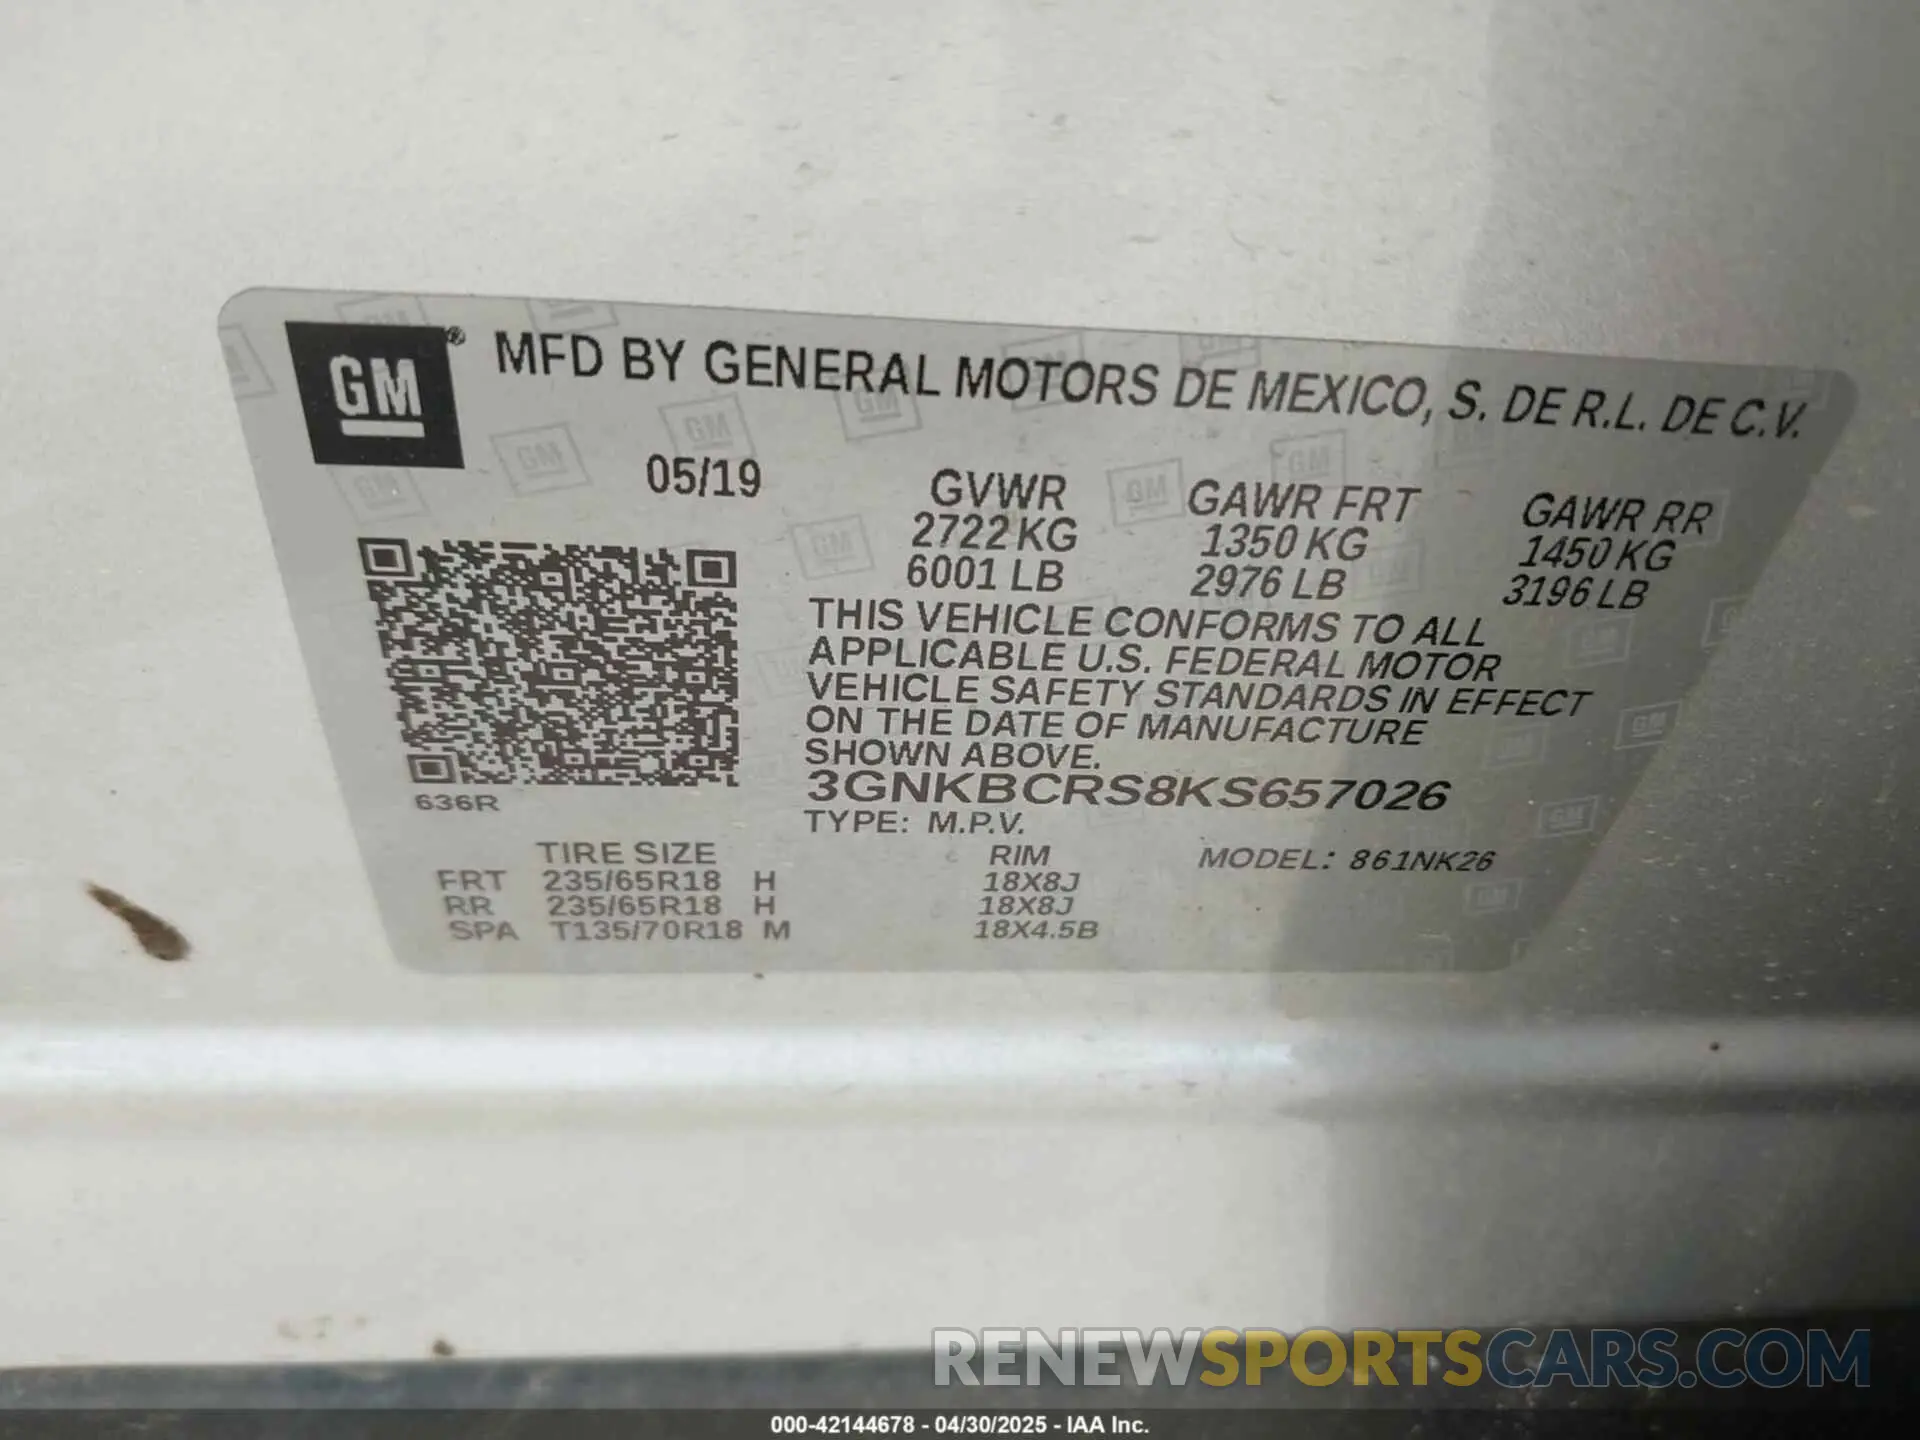 GM ® MFD BY GENERAL MOTORS DE MEXICO, S. DE R.L. DE C.V.
05/19
GVWR GAWR FRT GAWR RR
2722 KG 1350 KG 1450 KG
6001 LB 2976 LB 3196 LB
THIS VEHICLE CONFORMS TO ALL
APPLICABLE U.S. FEDERAL MOTOR
VEHICLE SAFETY STANDARDS IN EFFECT
ON THE DATE OF MANUFACTURE
SHOWN ABOVE.
3GNKBCRS8KS657026
636R
TYPE: M.P.V.
TIRE SIZE RIM MODEL: 861NK26
FRT 235/65R18 H 18X8J
RR 235/65R18 H 18X8J
SPA T135/70R18 M 18X4.5B
RENEWSPORTSCARS.COM
000-42144678 - 04/30/2025 - IAA Inc.